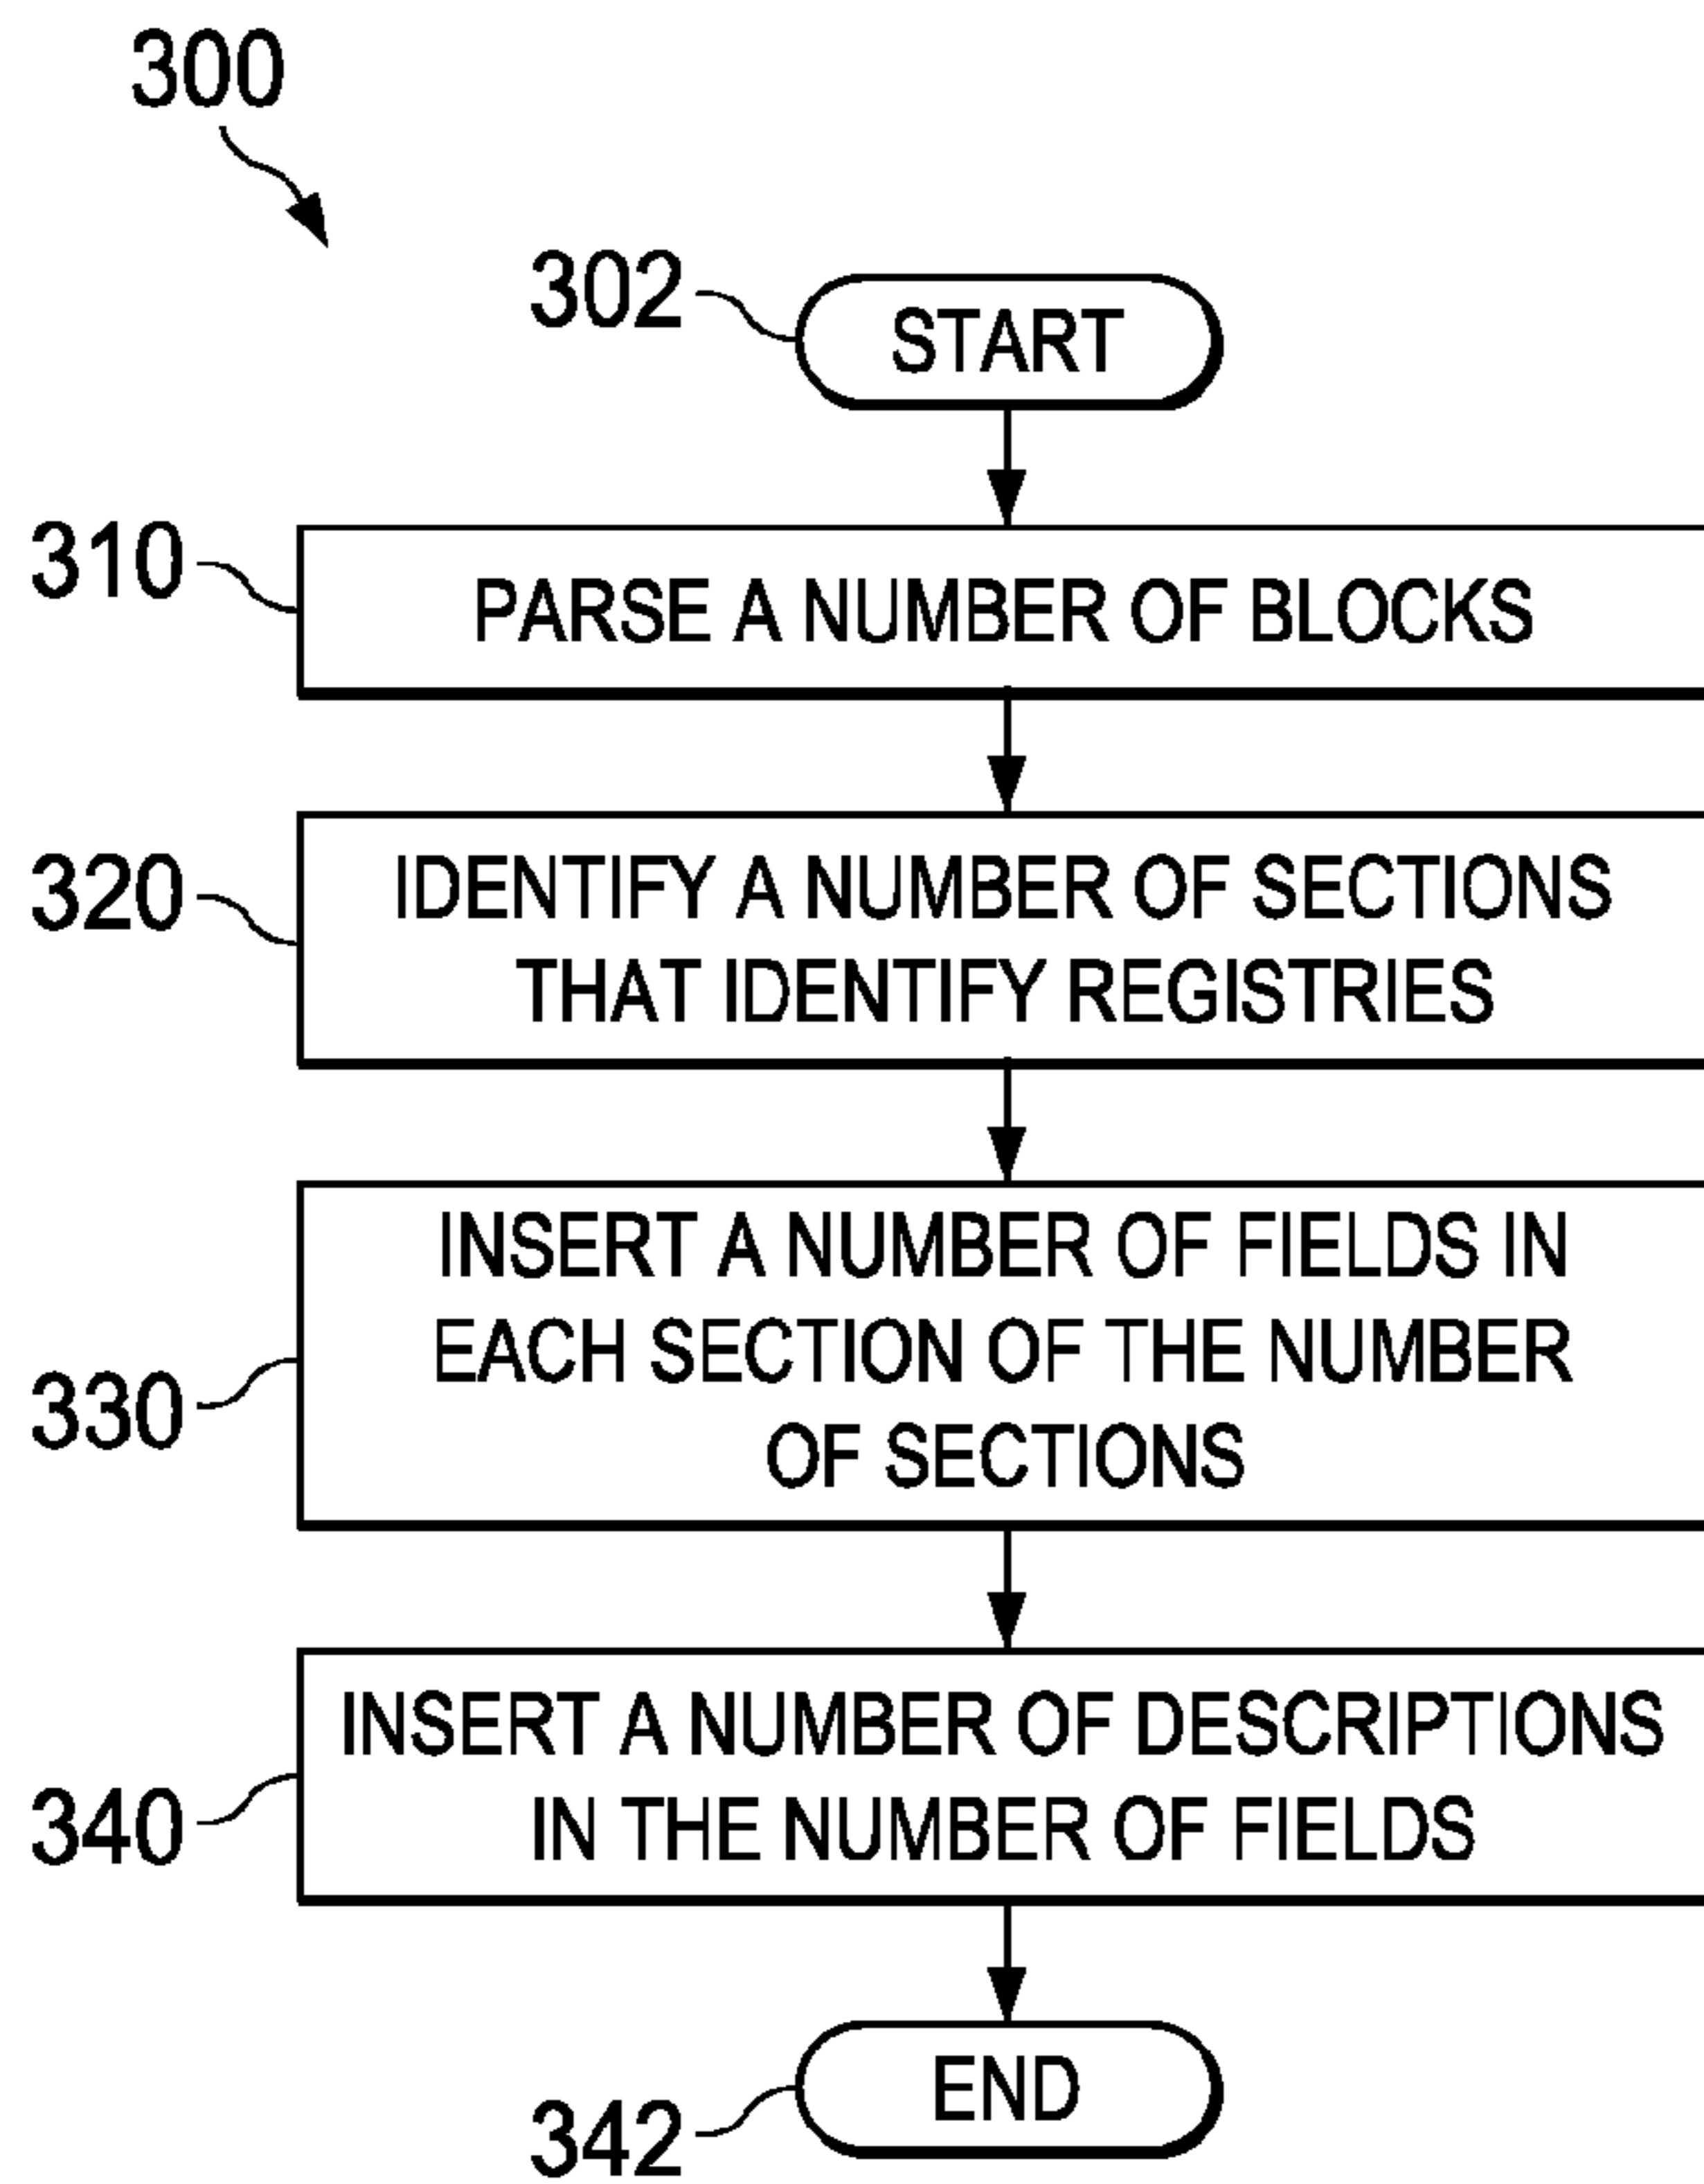 300
302
START
310
PARSE A NUMBER OF BLOCKS
320
IDENTIFY A NUMBER OF SECTIONS
THAT IDENTIFY REGISTRIES
330
INSERT A NUMBER OF FIELDS IN
EACH SECTION OF THE NUMBER
OF SECTIONS
340
INSERT A NUMBER OF DESCRIPTIONS
IN THE NUMBER OF FIELDS
342
END